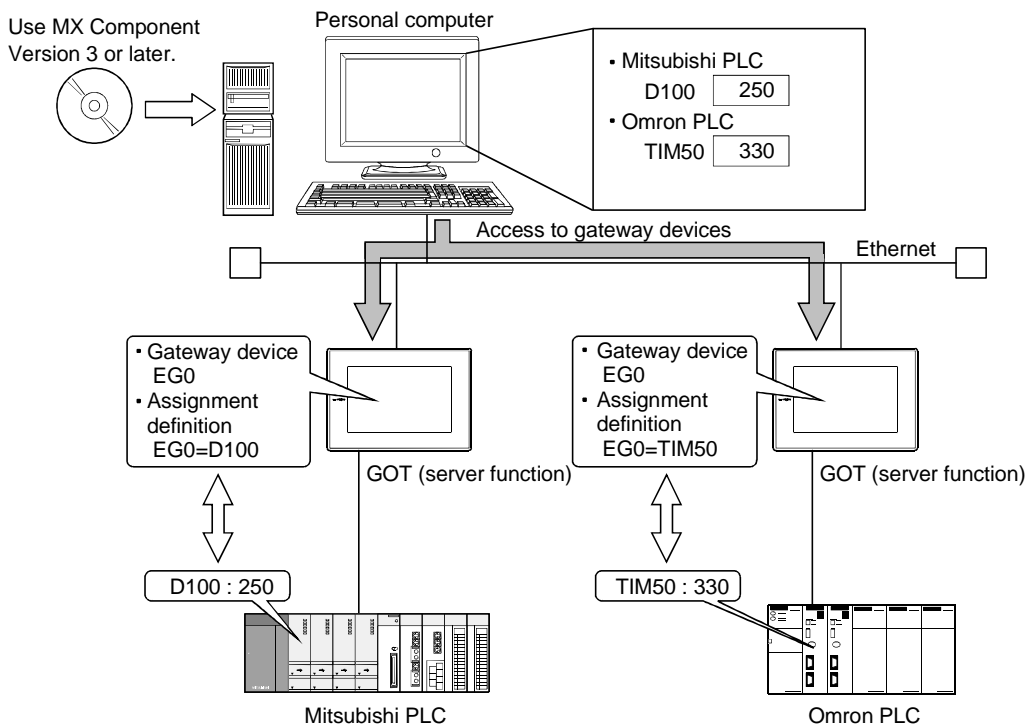 Use MX Component
Version 3 or later.
Personal computer
· Mitsubishi PLC
D100 250
· Omron PLC
TIM50 330
Access to gateway devices
Ethernet
· Gateway device
EG0
· Assignment
definition
EG0=D100
GOT (server function)
· Gateway device
EG0
· Assignment
definition
EG0=TIM50
GOT (server function)
D100 : 250
TIM50 : 330
Mitsubishi PLC
Omron PLC